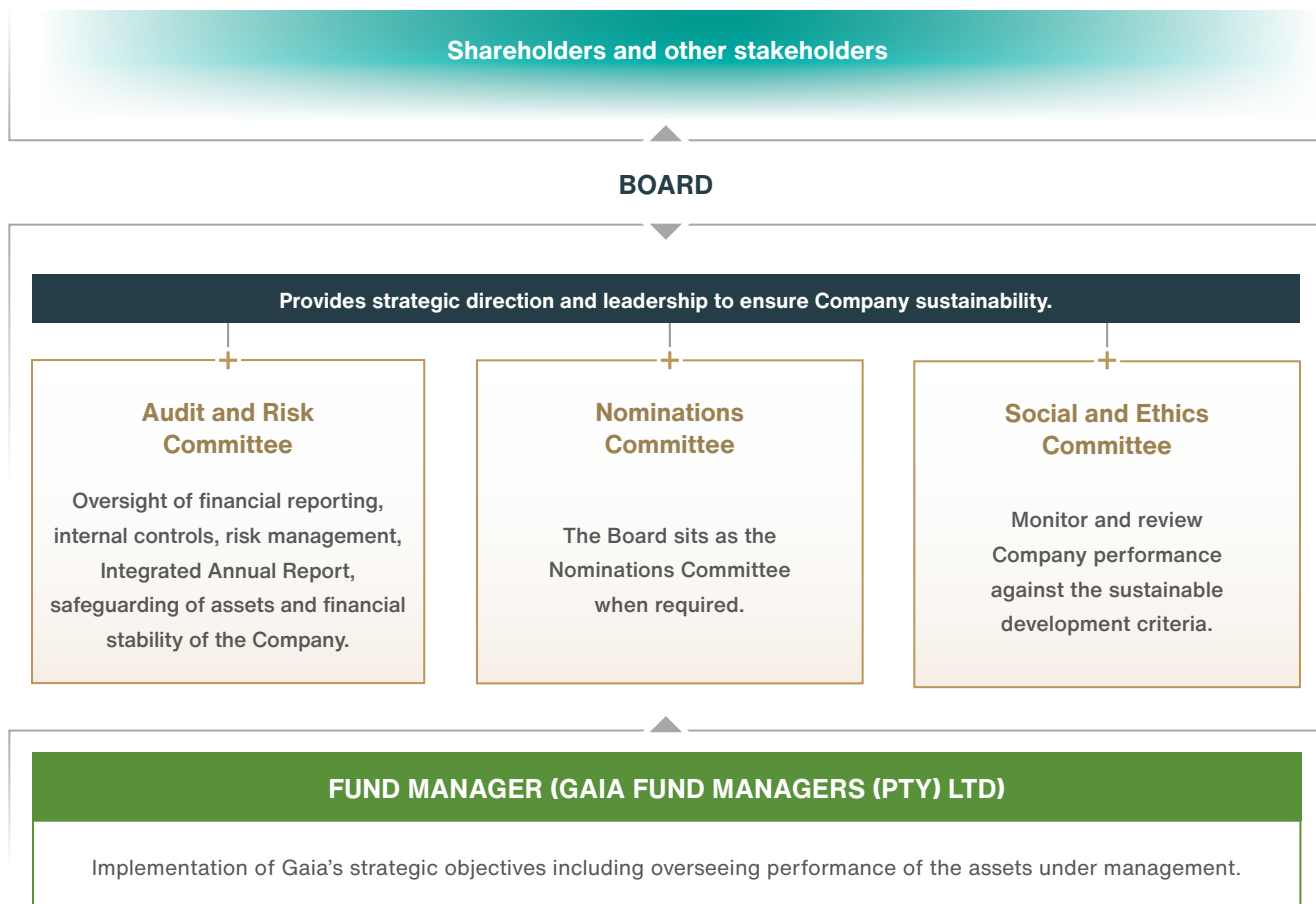 Shareholders and other stakeholders
BOARD
Provides strategic direction and leadership to ensure Company sustainability.
Audit and Risk
Committee
Oversight of financial reporting,
internal controls, risk management,
Integrated Annual Report,
safeguarding of assets and financial
stability of the Company.
Nominations
Committee
The Board sits as the
Nominations Committee
when required.
Social and Ethics
Committee
Monitor and review
Company performance
against the sustainable
development criteria.
FUND MANAGER (GAIA FUND MANAGERS (PTY) LTD)
Implementation of Gaia’s strategic objectives including overseeing performance of the assets under management.